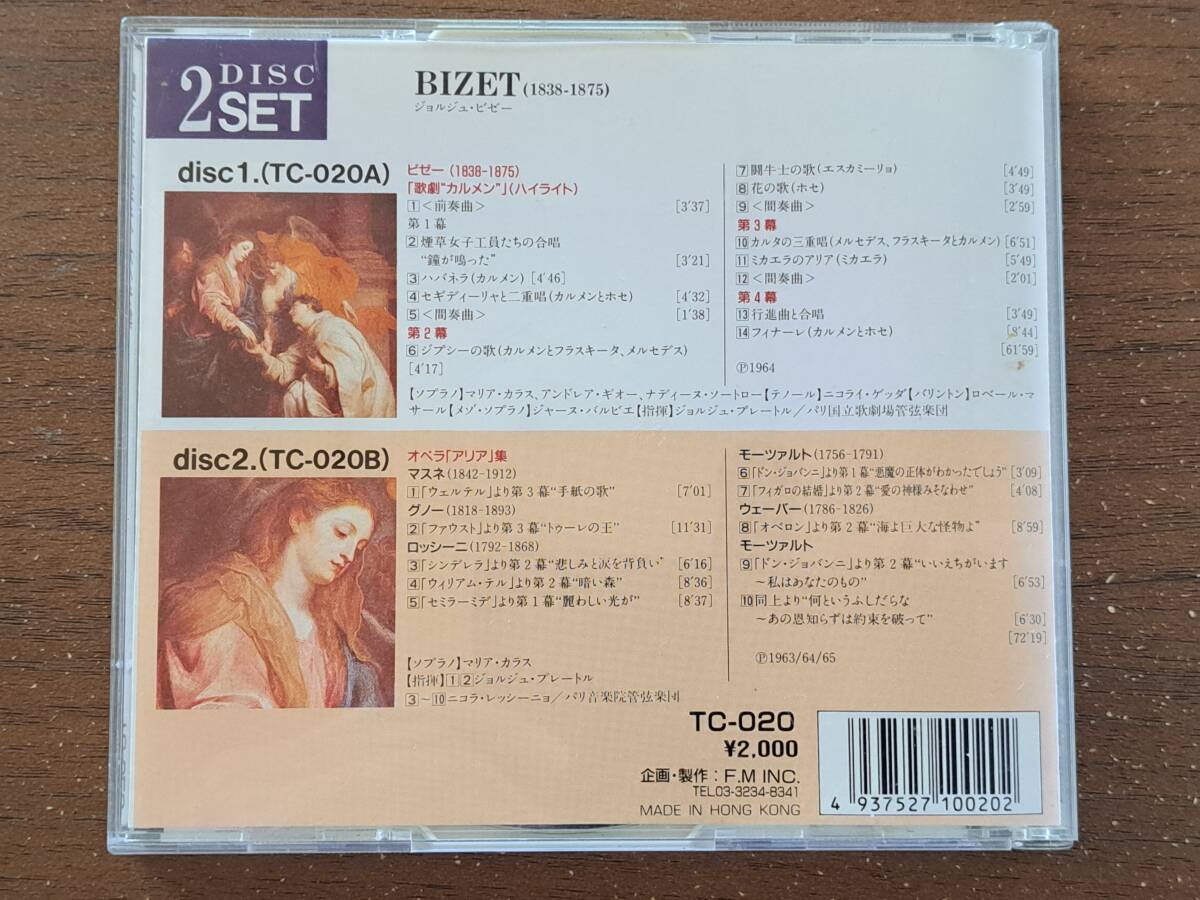 2 DISC SET
BIZET (1838-1875)
ジョルジュ・ビゼー
disc1.(TC-020A)
ビゼー (1838-1875)
「歌劇“カルメン”」(ハイライト)
1 <前奏曲> [3'37]
第1幕
2 煙草女子工員たちの合唱
“鐘が鳴った” [3'21]
3 ハバネラ(カルメン) [4'46]
4 セギディーリャと二重唱(カルメンとホセ) [4'32]
5 <間奏曲> [1'38]
第2幕
6 ジプシーの歌(カルメンとフラスキータ、メルセデス)
[4'17]
7 闘牛士の歌(エスカミーリョ) [4'49]
8 花の歌(ホセ) [3'49]
9 <間奏曲> [2'59]
第3幕
10 カルタの三重唱(メルセデス、フラスキータとカルメン) [6'51]
11 ミカエラのアリア(ミカエラ) [5'49]
12 <間奏曲> [2'01]
第4幕
13 行進曲と合唱 [3'49]
14 フィナーレ(カルメンとホセ) [8'44]
[61'59]
℗1964
【ソプラノ】マリア・カラス、アンドレア・ギオー、ナディーヌ・ソートロー【テノール】ニコライ・ゲッダ【バリントン】ロベール・マ
サール【メゾ・ソプラノ】ジャーヌ・バルビエ【指揮】ジョルジュ・プレートル/パリ国立歌劇場管弦楽団
disc2.(TC-020B)
オペラ「アリア」集
マスネ (1842-1912)
1 「ウェルテル」より第3幕“手紙の歌” [7'01]
グノー (1818-1893)
2 「ファウスト」より第3幕“トゥーレの王” [11'31]
ロッシーニ (1792-1868)
3 「シンデレラ」より第2幕“悲しみと涙を背負い” [6'16]
4 「ウィリアム・テル」より第2幕“暗い森” [8'36]
5 「セミラーミデ」より第1幕“麗わしい光が” [8'37]
【ソプラノ】マリア・カラス
【指揮】1 2 ジョルジュ・プレートル
3~10 ニコラ・レッシーニョ/パリ音楽院管弦楽団
モーツァルト (1756-1791)
6 「ドン・ジョバンニ」より第1幕“悪魔の正体がわかったでしょう” [3'09]
7 「フィガロの結婚」より第2幕“愛の神様みそなわせ” [4'08]
ウェーバー (1786-1826)
8 「オベロン」より第2幕“海よ巨大な怪物よ” [8'59]
モーツァルト
9 「ドン・ジョバンニ」より第2幕“いいえちがいます
~私はあなたのもの” [6'53]
10 同上より“何というふしだらな
~あの恩知らずは約束を破って” [6'30]
[72'19]
℗1963/64/65
TC-020
¥2,000
企画・製作:F.M INC.
TEL03-3234-8341
MADE IN HONG KONG
4 937527 100202